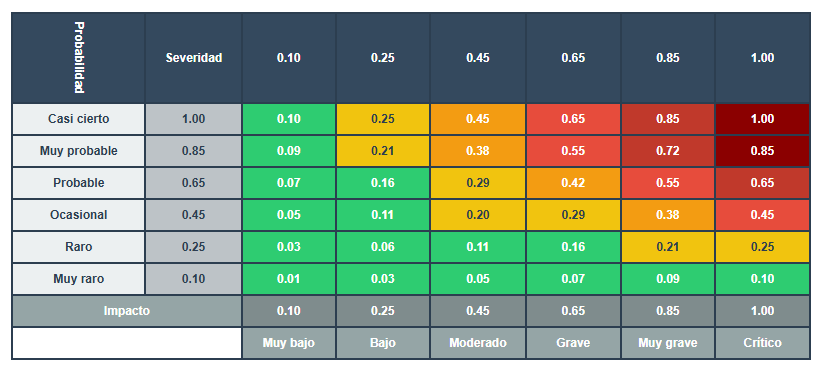 Probabilidad Severidad 0.10 0.25 0.45 0.65 0.85 1.00
Casi cierto 1.00 0.10 0.25 0.45 0.65 0.85 1.00
Muy probable 0.85 0.09 0.21 0.38 0.55 0.72 0.85
Probable 0.65 0.07 0.16 0.29 0.42 0.55 0.65
Ocasional 0.45 0.05 0.11 0.20 0.29 0.38 0.45
Raro 0.25 0.03 0.06 0.11 0.16 0.21 0.25
Muy raro 0.10 0.01 0.03 0.05 0.07 0.09 0.10
Impacto 0.10 0.25 0.45 0.65 0.85 1.00
Muy bajo Bajo Moderado Grave Muy grave Crítico